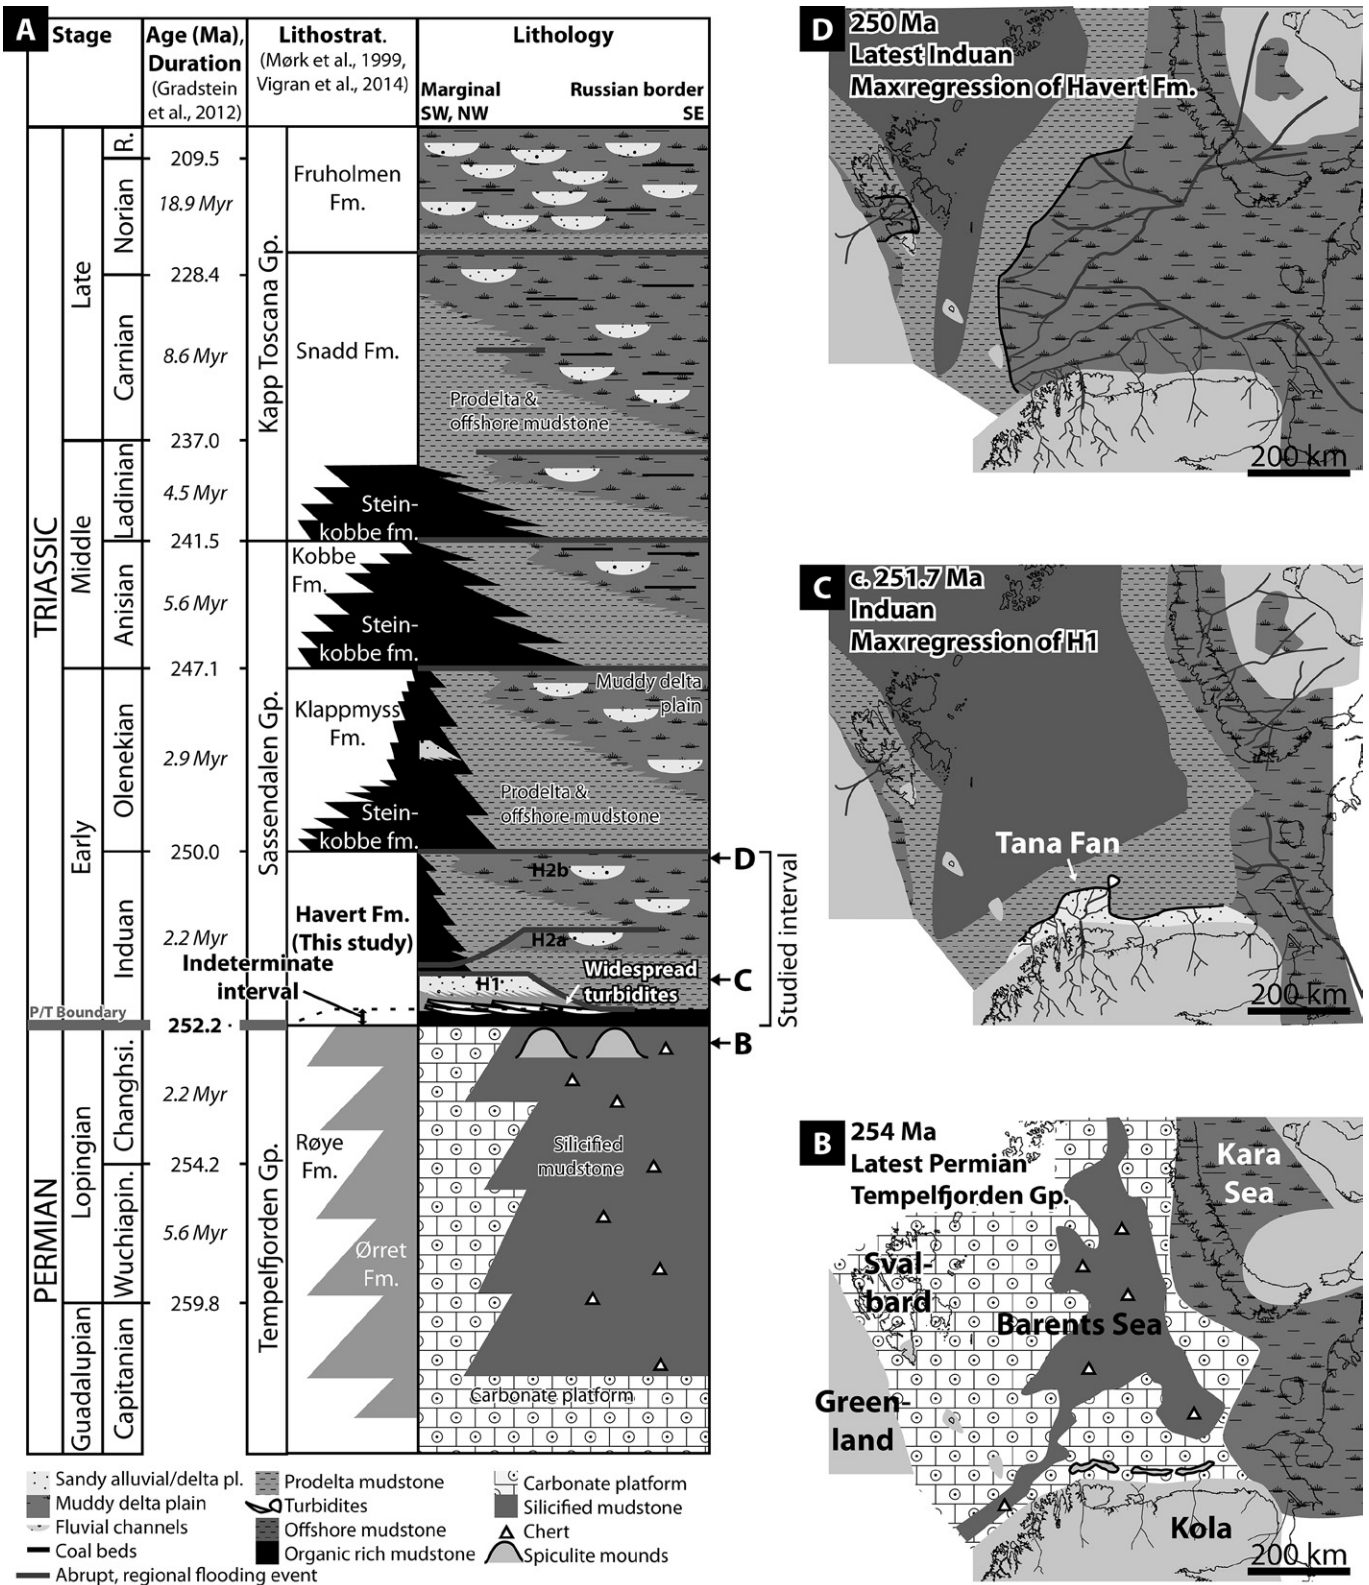 A
Stage
Age (Ma),
Duration
(Gradstein
et al., 2012)
Lithostrat.
(Mørk et al., 1999,
Vigran et al., 2014)
Lithology
Marginal
SW, NW
Russian border
SE
TRIASSIC
Late
Middle
Early
R.
Norian
Carnian
Ladinian
Anisian
Olenekian
Induan
209.5
18.9 Myr
228.4
8.6 Myr
237.0
4.5 Myr
241.5
5.6 Myr
247.1
2.9 Myr
250.0
2.2 Myr
Kapp Toscana Gp.
Sassendalen Gp.
Fruholmen
Fm.
Snadd Fm.
Stein-
kobbe fm.
Kobbe
Fm.
Stein-
kobbe fm.
Klappmyss
Fm.
Stein-
kobbe fm.
Havert Fm.
(This study)
Indeterminate
interval
Prodelta &
offshore mudstone
Muddy delta
plain
Prodelta &
offshore mudstone
H2b
H2a
H1
Widespread
turbidites
D
C
B
Studied interval
P/T Boundary
252.2
PERMIAN
Lopingian
Guadalupian
Changhsi.
Wuchiapin.
Capitanian
2.2 Myr
254.2
5.6 Myr
259.8
Tempelfjorden Gp.
Røye
Fm.
Ørret
Fm.
Silicified
mudstone
Carbonate platform
Sandy alluvial/delta pl.
Muddy delta plain
Fluvial channels
Coal beds
Abrupt, regional flooding event
Prodelta mudstone
Turbidites
Offshore mudstone
Organic rich mudstone
Carbonate platform
Silicified mudstone
Chert
Spiculite mounds
D
250 Ma
Latest Induan
Max regression of Havert Fm.
200 km
C
c. 251.7 Ma
Induan
Max regression of H1
Tana Fan
200 km
B
254 Ma
Latest Permian
Tempelfjorden Gp.
Kara
Sea
Sval-
bard
Barents Sea
Green-
land
Kola
200 km